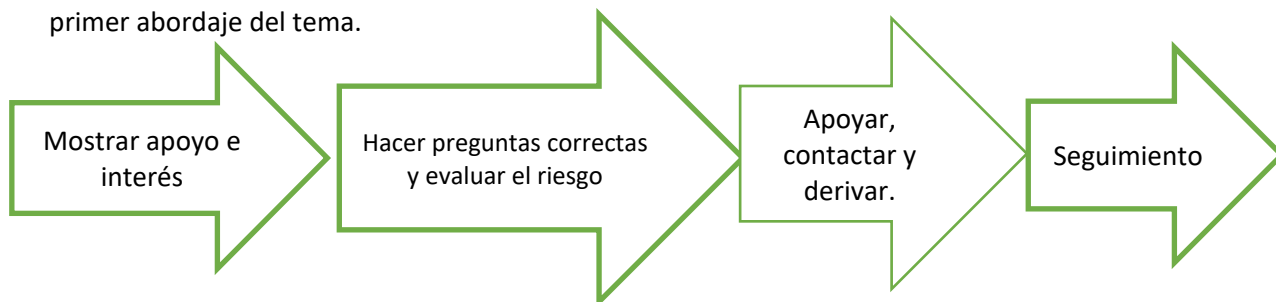 primer abordaje del tema.
Mostrar apoyo e
interés
Hacer preguntas correctas
y evaluar el riesgo
Apoyar,
contactar y
derivar.
Seguimiento